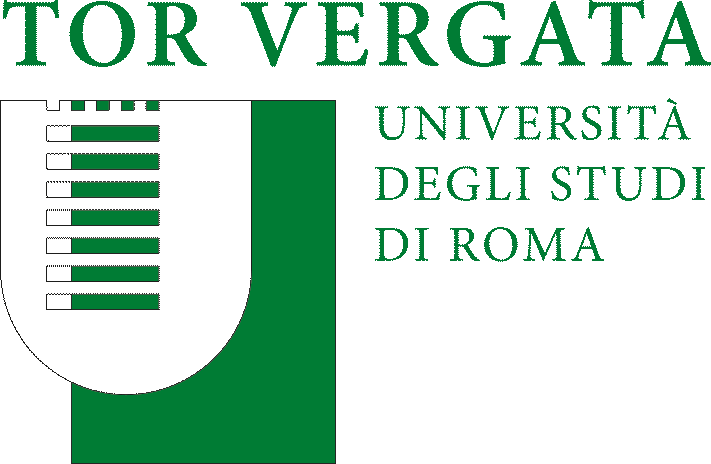 TOR VERGATA
UNIVERSITÀ
DEGLI STUDI
DI ROMA